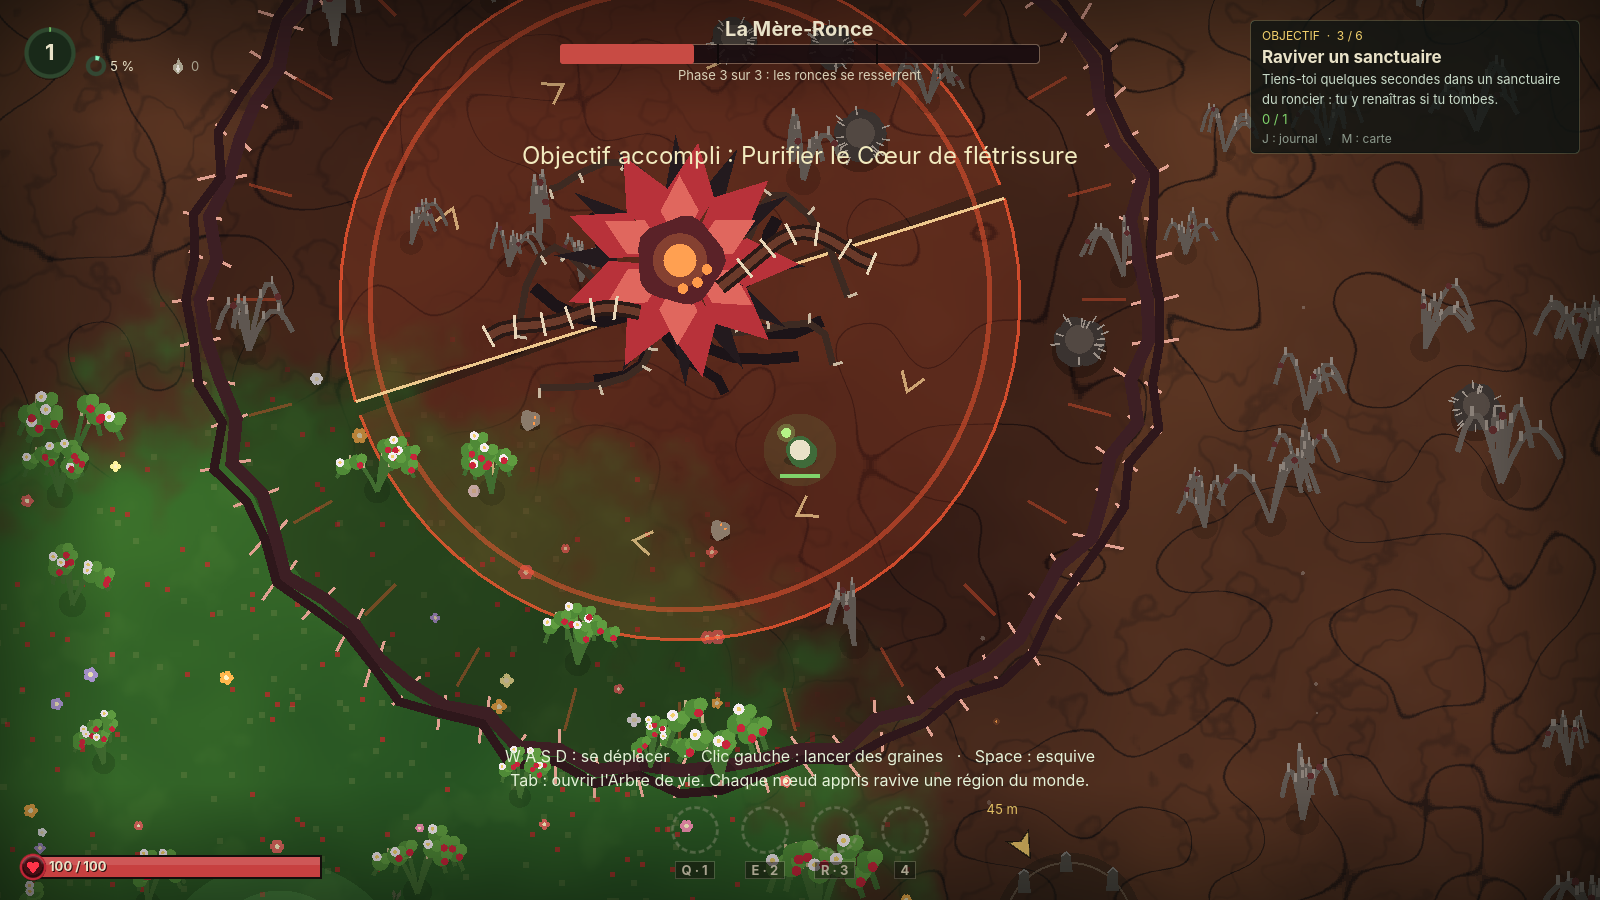 La Mère-Ronce
Phase 3 sur 3 : les ronces se resserrent
1
5 %
0
OBJECTIF · 3 / 6
Raviver un sanctuaire
Tiens-toi quelques secondes dans un sanctuaire
du roncier : tu y renaîtras si tu tombes.
0 / 1
J : journal · M : carte
Objectif accompli : Purifier le Cœur de flétrissure
W A S D : se déplacer · Clic gauche : lancer des graines · Space : esquive
Tab : ouvrir l'Arbre de vie. Chaque nœud appris ravive une région du monde.
45 m
100 / 100
Q · 1
E · 2
R · 3
4